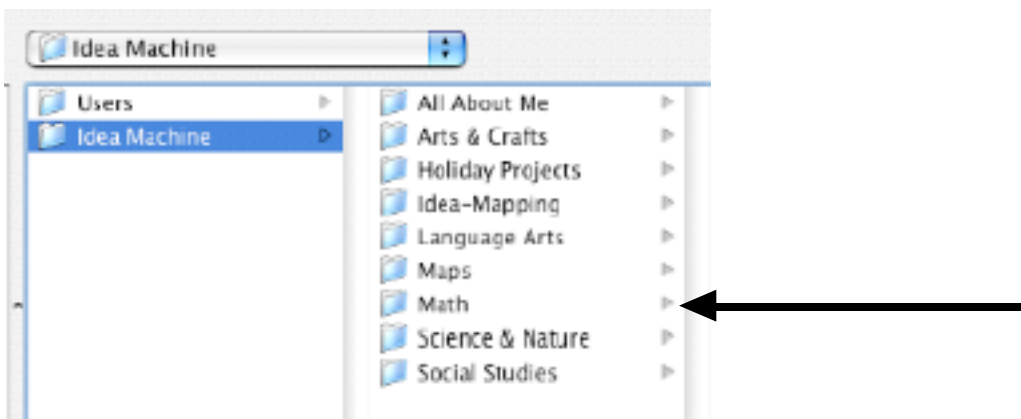 Idea Machine
Users
Idea Machine
All About Me
Arts & Crafts
Holiday Projects
Idea-Mapping
Language Arts
Maps
Math
Science & Nature
Social Studies